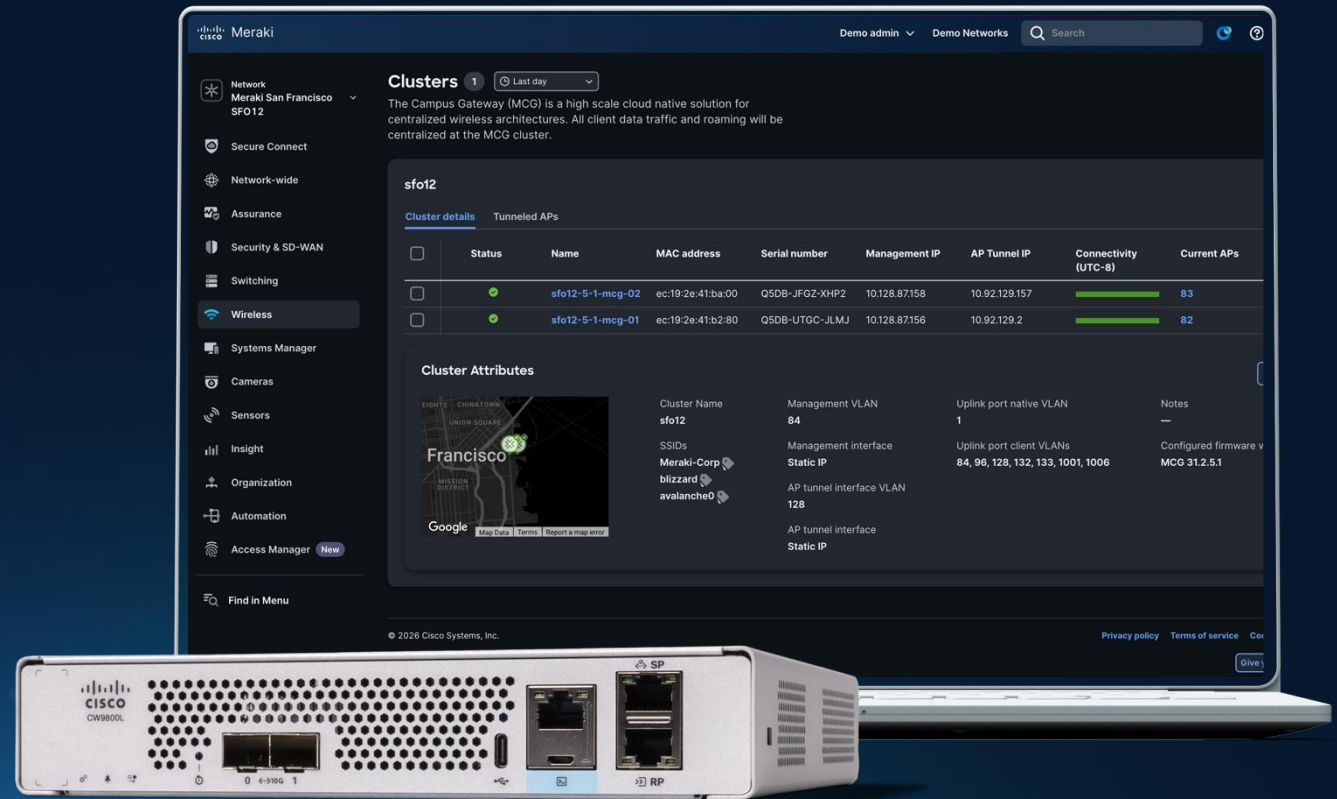 CISCO Meraki
Demo admin
Demo Networks
Search
Network
Meraki San Francisco
SFO12
Secure Connect
Network-wide
Assurance
Security & SD-WAN
Switching
Wireless
Systems Manager
Cameras
Sensors
Insight
Organization
Automation
Access Manager New
Find in Menu
Clusters 1 Last day
The Campus Gateway (MCG) is a high scale cloud native solution for
centralized wireless architectures. All client data traffic and roaming will be
centralized at the MCG cluster.
sfo12
Cluster details Tunneled APs
Status Name MAC address Serial number Management IP AP Tunnel IP Connectivity (UTC-8) Current APs
sfo12-5-1-mcg-02 ec:19:2e:41:ba:00 Q5DB-JFGZ-XHP2 10.128.87.158 10.92.129.157 83
sfo12-5-1-mcg-01 ec:19:2e:41:b2:80 Q5DB-UTGC-JLMJ 10.128.87.156 10.92.129.2 82
Cluster Attributes
CHINATOWN
UNION SQUARE
Francisco
MISSION
DISTRICT
Google Map Data Terms Report a map error
Cluster Name
sfo12
SSIDs
Meraki-Corp
blizzard
avalanche0
Management VLAN
84
Management interface
Static IP
AP tunnel interface VLAN
128
AP tunnel interface
Static IP
Uplink port native VLAN
1
Uplink port client VLANs
84, 96, 128, 132, 133, 1001, 1006
Notes
—
Configured firmware
MCG 31.2.5.1
© 2026 Cisco Systems, Inc.
Privacy policy Terms of service
Give
CISCO
CW9800L
0 10G 1
SP
RP